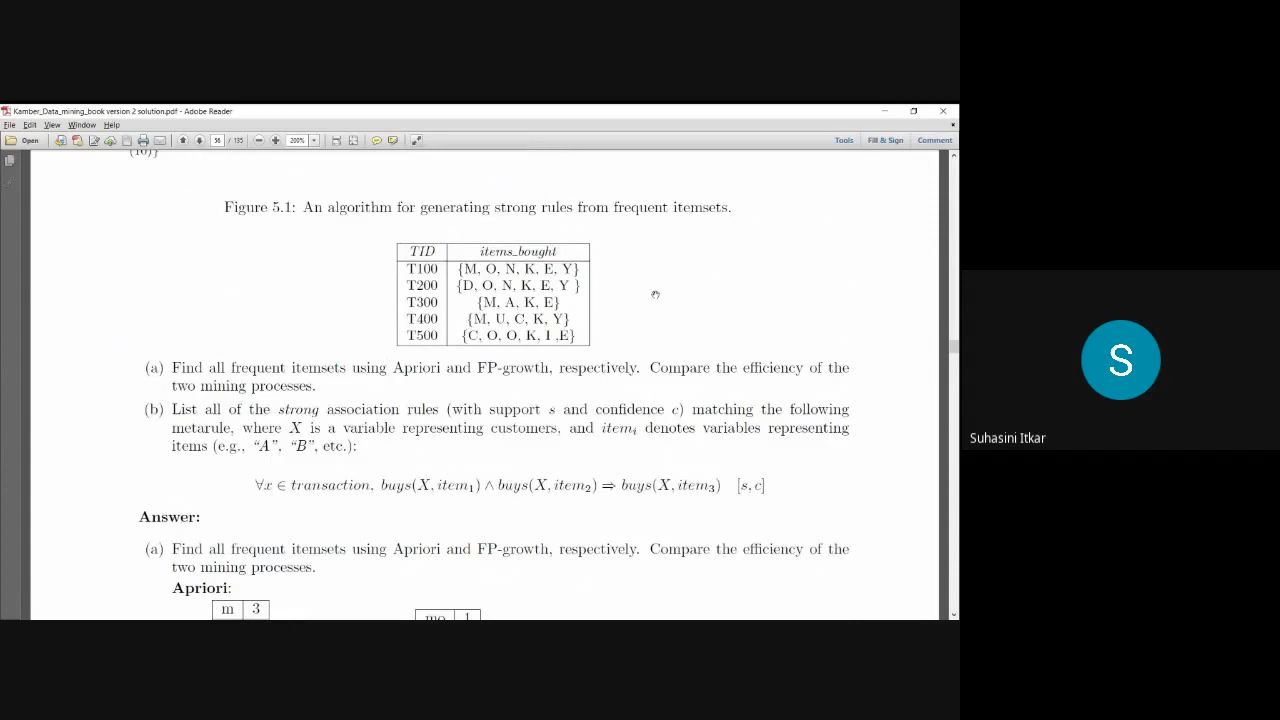 Kamber_Data_mining_book version 2 solution.pdf - Adobe Reader
File Edit View Window Help
Open 56 / 135 200% Tools Fill & Sign Comment
(10)}
Figure 5.1: An algorithm for generating strong rules from frequent itemsets.
TID items_bought
T100 {M, O, N, K, E, Y}
T200 {D, O, N, K, E, Y }
T300 {M, A, K, E}
T400 {M, U, C, K, Y}
T500 {C, O, O, K, I ,E}
(a) Find all frequent itemsets using Apriori and FP-growth, respectively. Compare the efficiency of the
two mining processes.
(b) List all of the strong association rules (with support s and confidence c) matching the following
metarule, where X is a variable representing customers, and itemᵢ denotes variables representing
items (e.g., “A”, “B”, etc.):
∀x ∈ transaction, buys(X, item₁) ∧ buys(X, item₂) ⇒ buys(X, item₃) [s, c]
Answer:
(a) Find all frequent itemsets using Apriori and FP-growth, respectively. Compare the efficiency of the
two mining processes.
Apriori:
m 3
mo 1
S
Suhasini Itkar